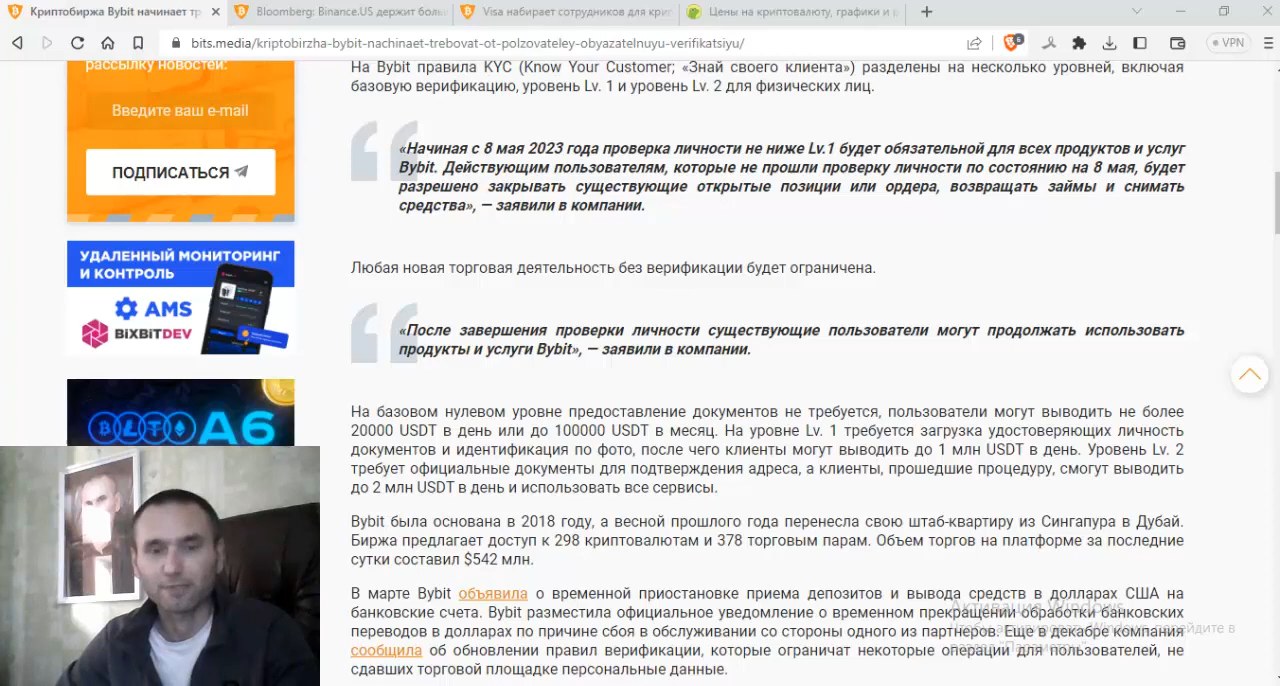 Криптобиржа Bybit начинает тр
Bloomberg: Binance.US держит боль
Visa набирает сотрудников для кри
Цены на криптовалюту, графики и
bits.media/kriptobirzha-bybit-nachinaet-trebovat-ot-polzovateley-obyazatelnuyu-verifikatsiyu/
6
VPN
рассылку новостей:
Введите ваш e-mail
ПОДПИСАТЬСЯ
УДАЛЕННЫЙ МОНИТОРИНГ
И КОНТРОЛЬ
AMS
BIXBITDEV
A6
На Bybit правила KYC (Know Your Customer; «Знай своего клиента») разделены на несколько уровней, включая
базовую верификацию, уровень Lv. 1 и уровень Lv. 2 для физических лиц.
«Начиная с 8 мая 2023 года проверка личности не ниже Lv.1 будет обязательной для всех продуктов и услуг
Bybit. Действующим пользователям, которые не прошли проверку личности по состоянию на 8 мая, будет
разрешено закрывать существующие открытые позиции или ордера, возвращать займы и снимать
средства», — заявили в компании.
Любая новая торговая деятельность без верификации будет ограничена.
«После завершения проверки личности существующие пользователи могут продолжать использовать
продукты и услуги Bybit», — заявили в компании.
На базовом нулевом уровне предоставление документов не требуется, пользователи могут выводить не более
20000 USDT в день или до 100000 USDT в месяц. На уровне Lv. 1 требуется загрузка удостоверяющих личность
документов и идентификация по фото, после чего клиенты могут выводить до 1 млн USDT в день. Уровень Lv. 2
требует официальные документы для подтверждения адреса, а клиенты, прошедшие процедуру, смогут выводить
до 2 млн USDT в день и использовать все сервисы.
Bybit была основана в 2018 году, а весной прошлого года перенесла свою штаб-квартиру из Сингапура в Дубай.
Биржа предлагает доступ к 298 криптовалютам и 378 торговым парам. Объем торгов на платформе за последние
сутки составил $542 млн.
В марте Bybit объявила о временной приостановке приема депозитов и вывода средств в долларах США на
банковские счета. Bybit разместила официальное уведомление о временном прекращении обработки банковских
переводов в долларах по причине сбоя в обслуживании со стороны одного из партнеров. Еще в декабре компания
сообщила об обновлении правил верификации, которые ограничат некоторые операции для пользователей, не
сдавших торговой площадке персональные данные.
Активация Windows
Чтобы активировать Windows, перейдите в
раздел "Параметры".